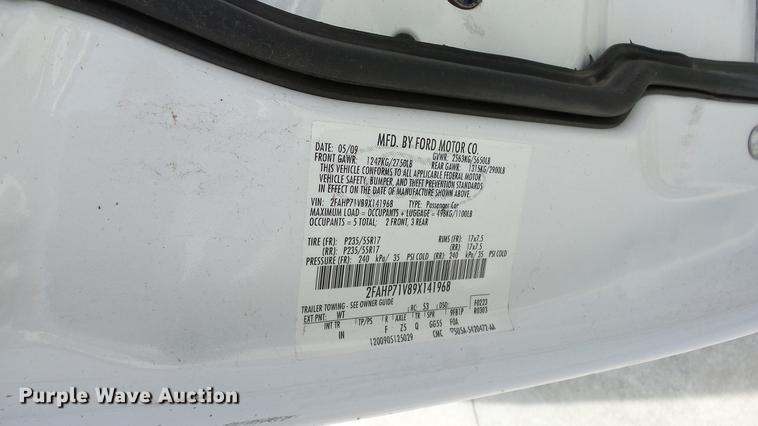 MFD. BY FORD MOTOR CO.
DATE: 05/09 GVWR: 2563KG/5650LB
FRONT GAWR: 1247KG/2750LB REAR GAWR: 1315KG/2900LB
THIS VEHICLE CONFORMS TO ALL APPLICABLE FEDERAL MOTOR
VEHICLE SAFETY, BUMPER, AND THEFT PREVENTION STANDARDS
IN EFFECT ON THE DATE OF MANUFACTURE SHOWN ABOVE.
VIN: 2FAHP71V89X141968 TYPE: Passenger Car
MAXIMUM LOAD = OCCUPANTS + LUGGAGE = 498KG/1100LB
OCCUPANTS = 5 TOTAL; 2 FRONT, 3 REAR
TIRE (FR): P235/55R17 RIMS (FR): 17x7.5
(RR): P235/55R17 (RR): 17x7.5
PRESSURE (FR): 240 kPa/ 35 PSI COLD (RR): 240 kPa/ 35 PSI COLD
2FAHP71V89X141968
TRAILER TOWING - SEE OWNER GUIDE
EXT PNT: WT RC: 53 DSO: F0223
INT TR TP/PS R AXLE TR SPR 9FB1P R0303
IN F Z5 Q GG55 F0A
1200905125029 CMC
Purple Wave Auction